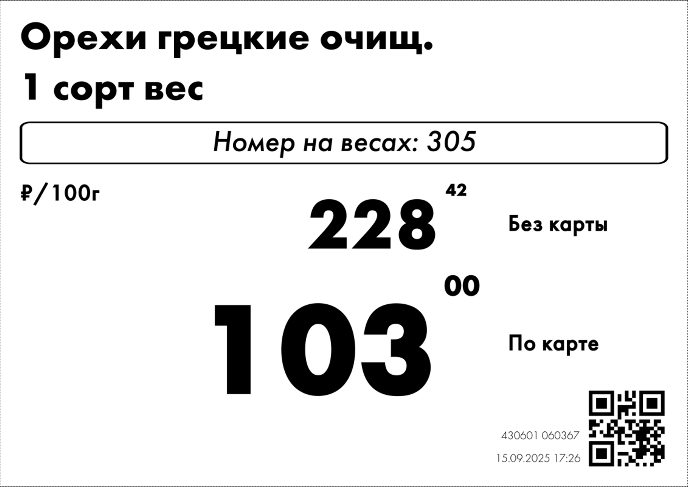 Орехи грецкие очищ.
1 сорт вес
Номер на весах: 305
₽/100г
228 42
Без карты
103 00
По карте
430601 060367
15.09.2025 17:26